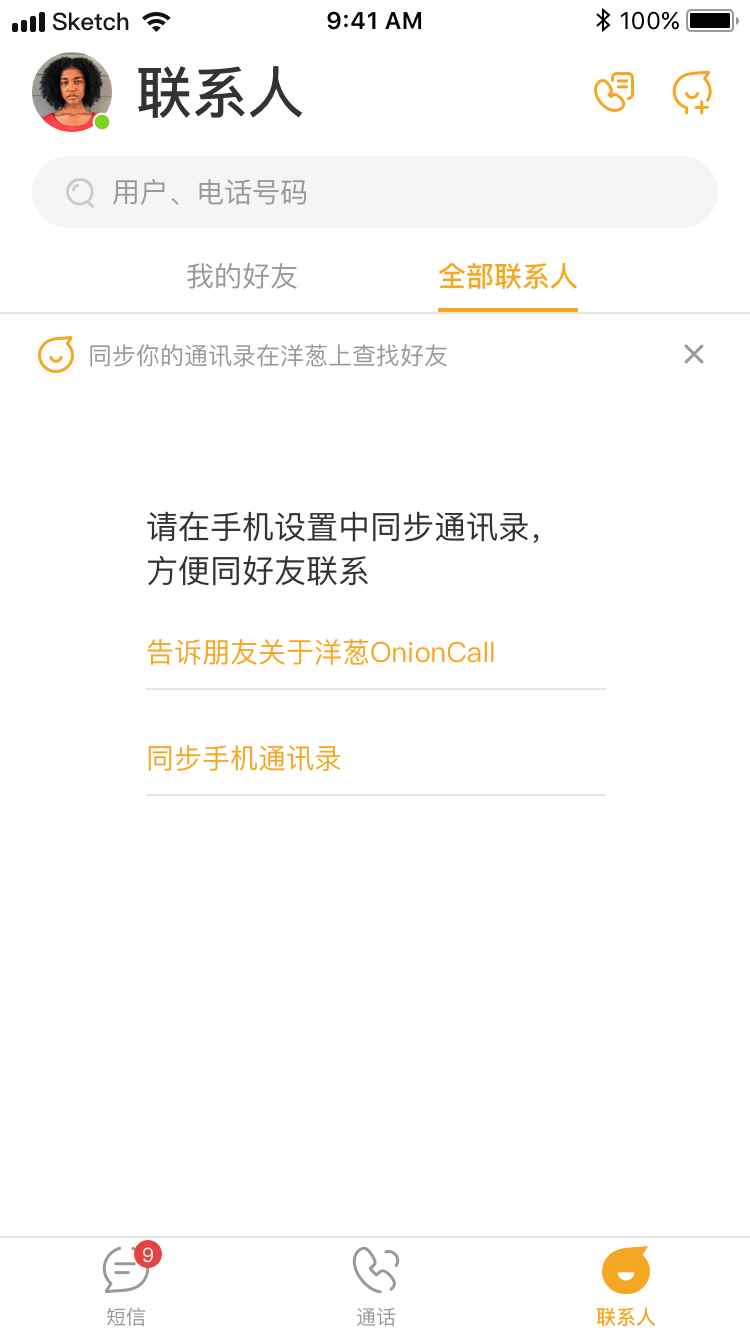 Sketch 9:41 AM 100%
联系人
用户、电话号码
我的好友 全部联系人
同步你的通讯录在洋葱上查找好友
请在手机设置中同步通讯录，
方便同好友联系
告诉朋友关于洋葱OnionCall
同步手机通讯录
9
短信 通话 联系人